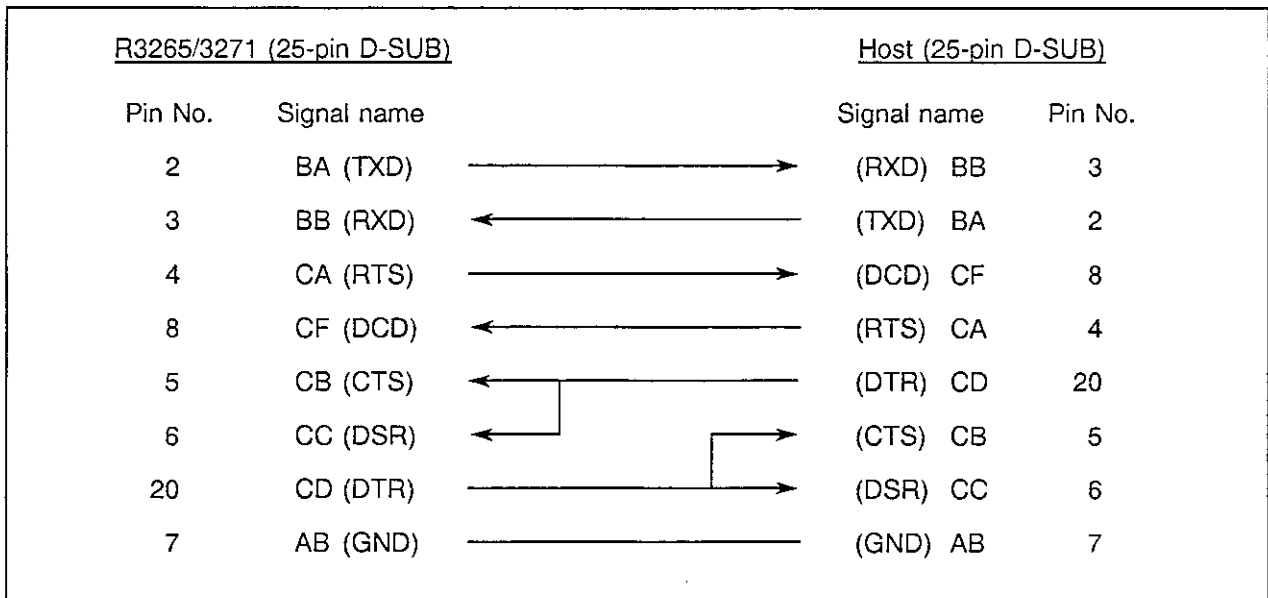 R3265/3271 (25-pin D-SUB) Host (25-pin D-SUB)
Pin No. Signal name Signal name Pin No.
2 BA (TXD) (RXD) BB 3
3 BB (RXD) (TXD) BA 2
4 CA (RTS) (DCD) CF 8
8 CF (DCD) (RTS) CA 4
5 CB (CTS) (DTR) CD 20
6 CC (DSR) (CTS) CB 5
20 CD (DTR) (DSR) CC 6
7 AB (GND) (GND) AB 7